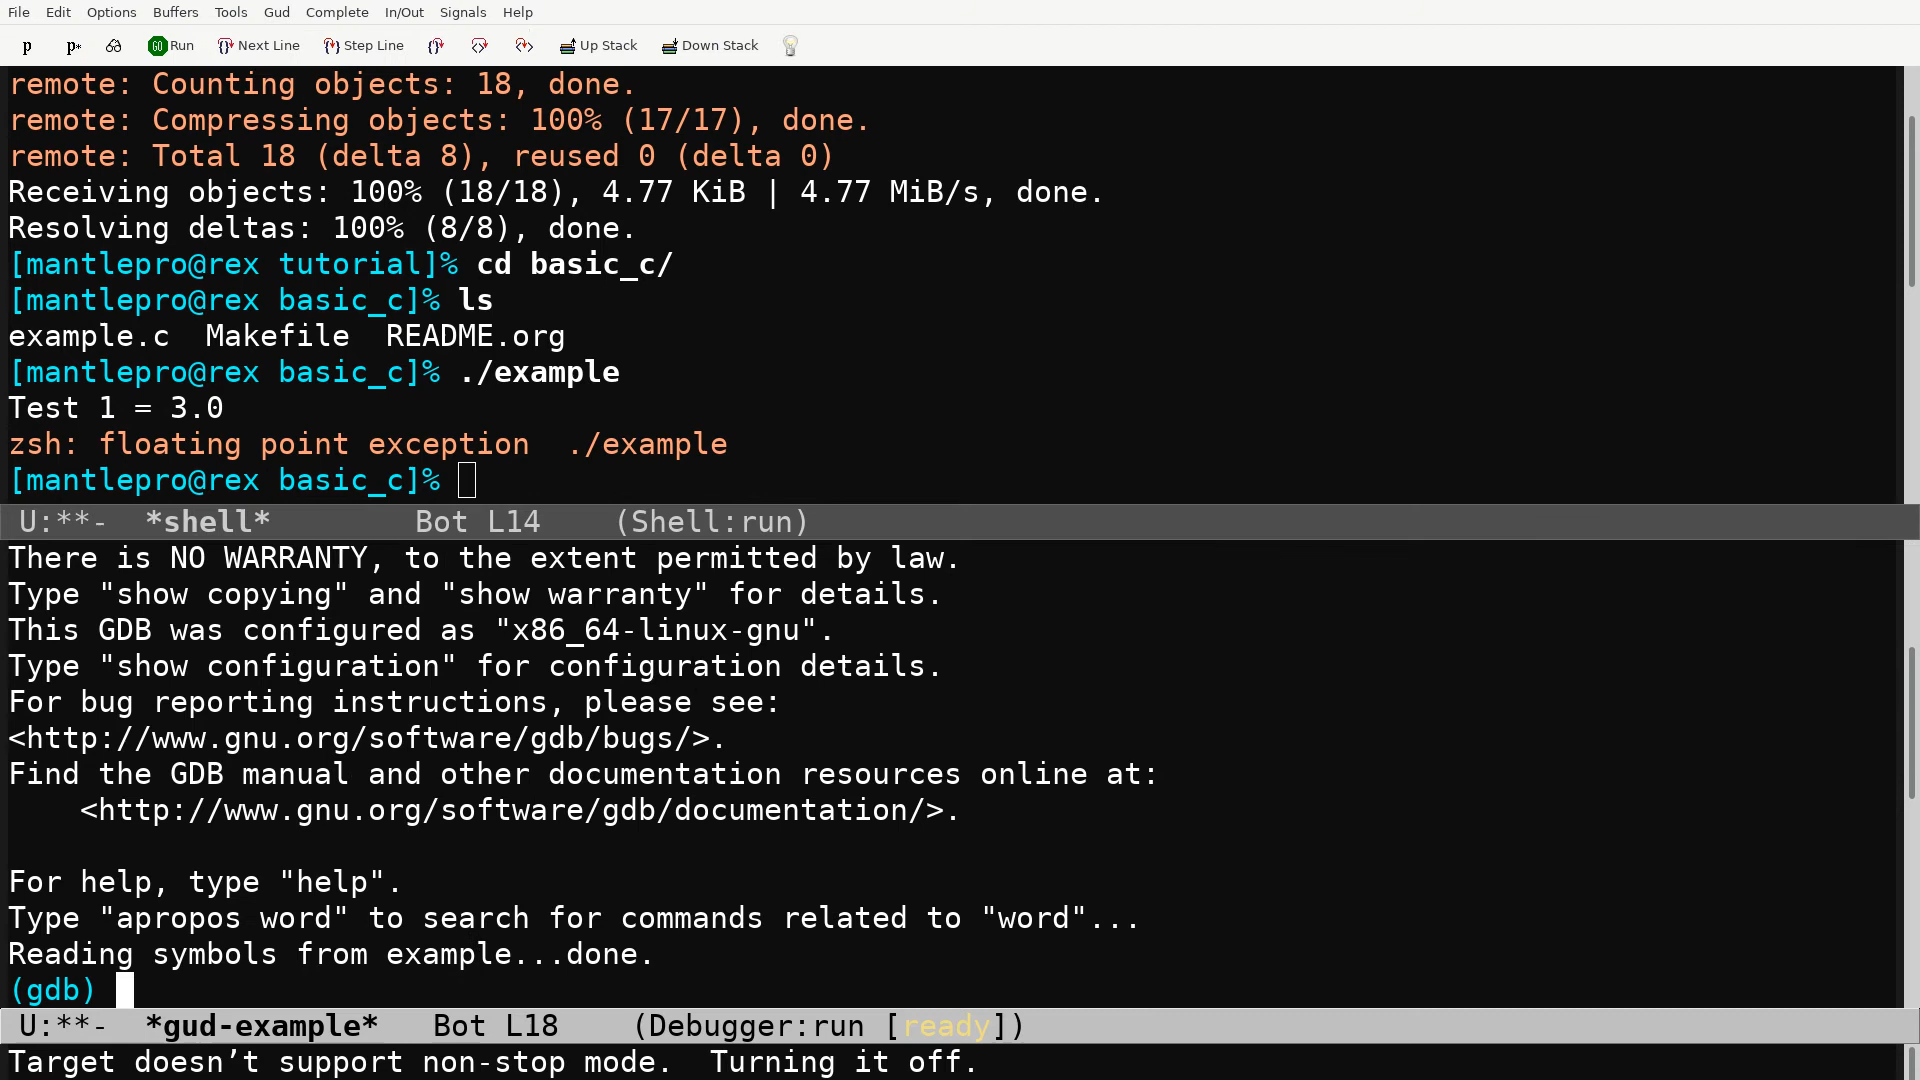 File Edit Options Buffers Tools Gud Complete In/Out Signals Help
p p* GO Run Next Line Step Line Up Stack Down Stack
remote: Counting objects: 18, done.
remote: Compressing objects: 100% (17/17), done.
remote: Total 18 (delta 8), reused 0 (delta 0)
Receiving objects: 100% (18/18), 4.77 KiB | 4.77 MiB/s, done.
Resolving deltas: 100% (8/8), done.
[mantlepro@rex tutorial]% cd basic_c/
[mantlepro@rex basic_c]% ls
example.c  Makefile  README.org
[mantlepro@rex basic_c]% ./example
Test 1 = 3.0
zsh: floating point exception  ./example
[mantlepro@rex basic_c]%
U:**-  *shell*        Bot L14    (Shell:run)
There is NO WARRANTY, to the extent permitted by law.
Type "show copying" and "show warranty" for details.
This GDB was configured as "x86_64-linux-gnu".
Type "show configuration" for configuration details.
For bug reporting instructions, please see:
<http://www.gnu.org/software/gdb/bugs/>.
Find the GDB manual and other documentation resources online at:
    <http://www.gnu.org/software/gdb/documentation/>.
For help, type "help".
Type "apropos word" to search for commands related to "word"...
Reading symbols from example...done.
(gdb)
U:**-  *gud-example*   Bot L18    (Debugger:run [ready])
Target doesn’t support non-stop mode.  Turning it off.